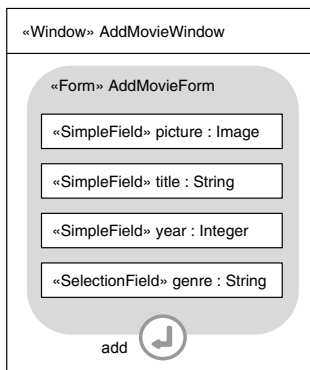 «Window» AddMovieWindow
«Form» AddMovieForm
«SimpleField» picture : Image
«SimpleField» title : String
«SimpleField» year : Integer
«SelectionField» genre : String
add